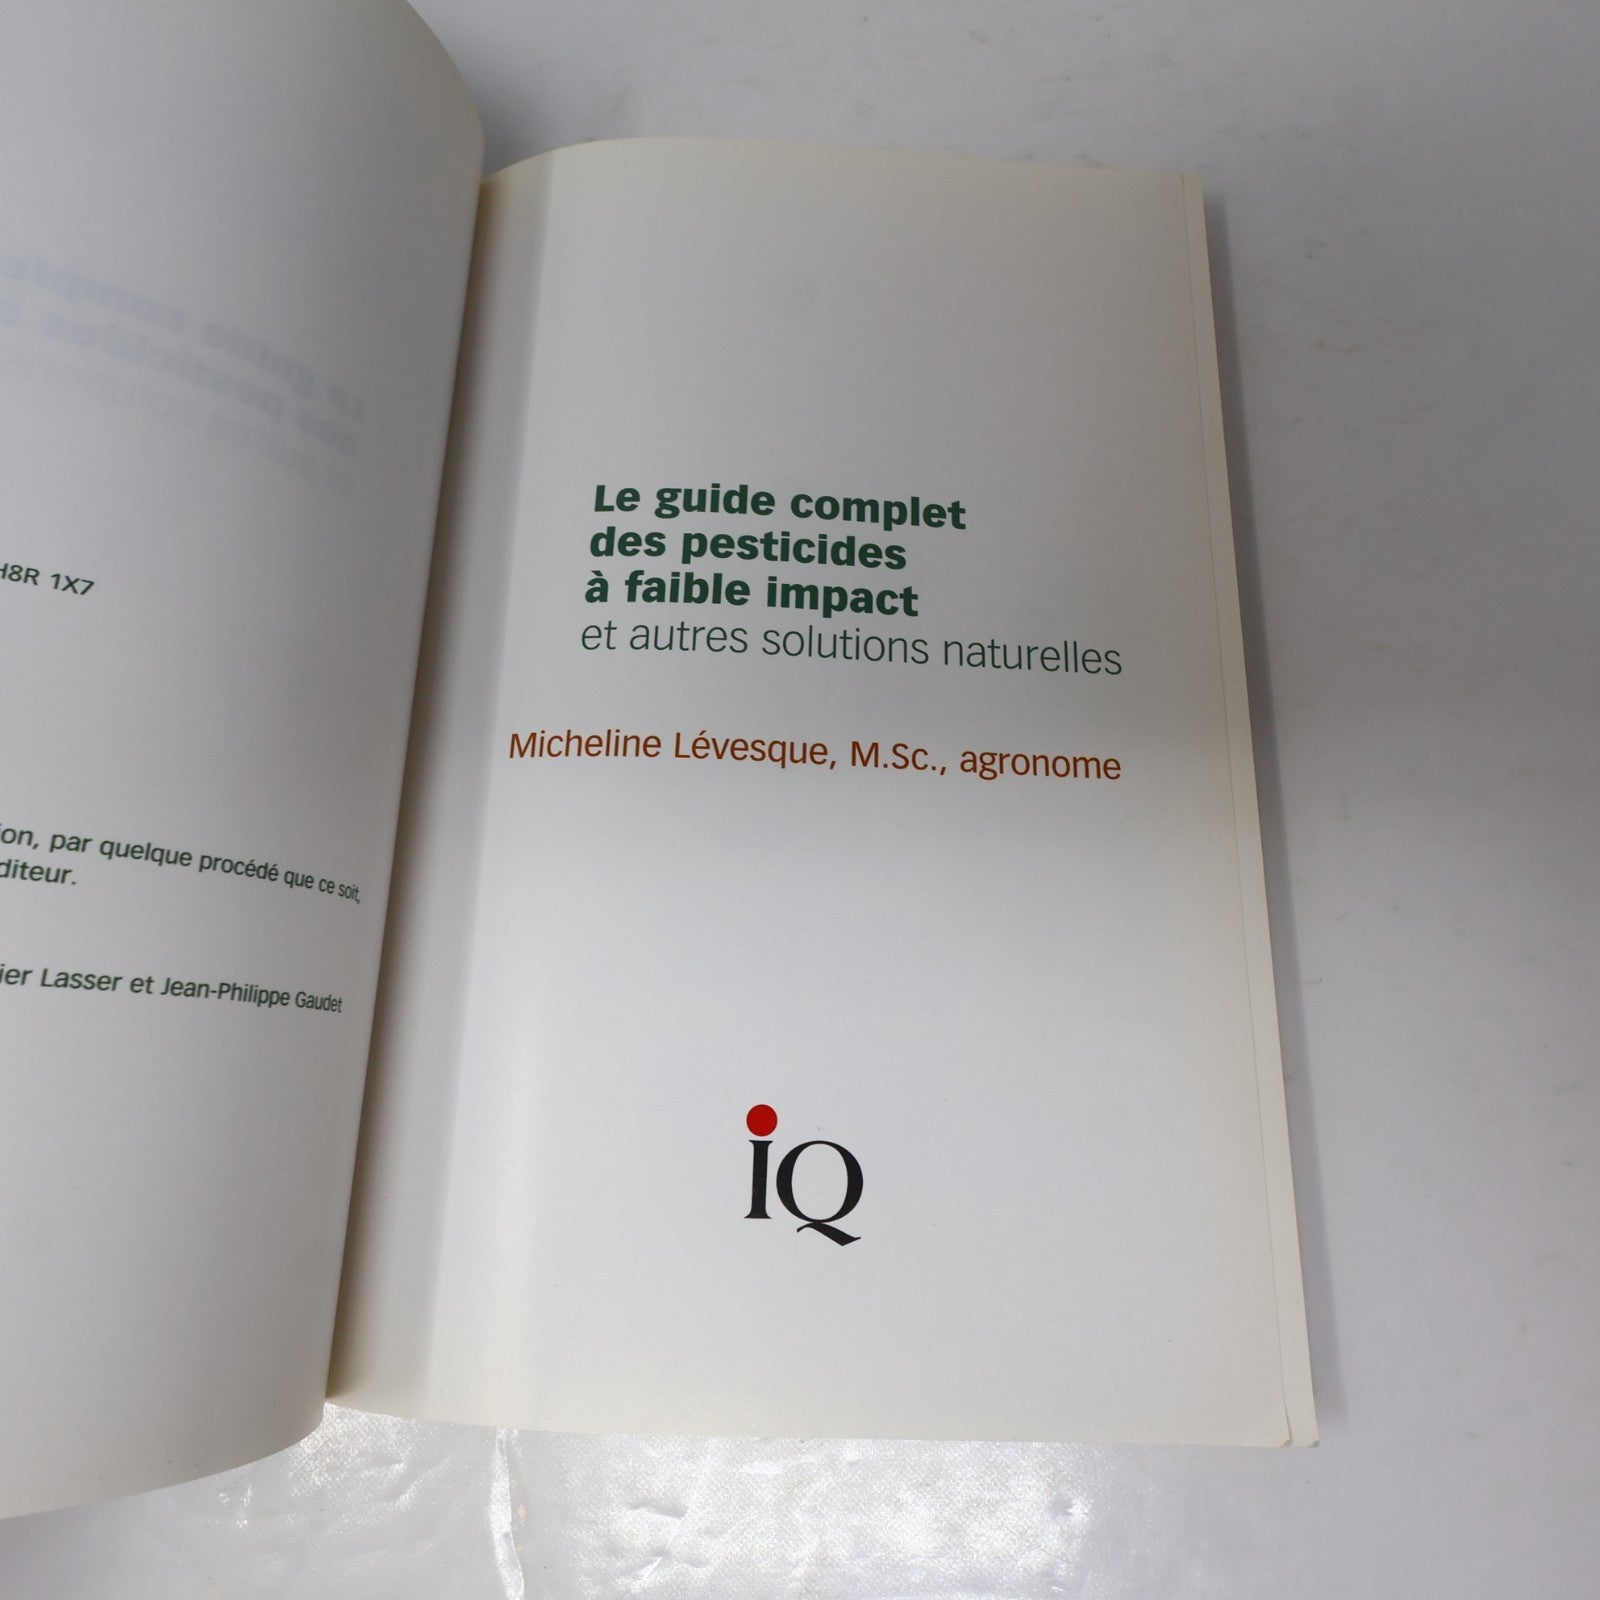 H8R 1X7
ion, par quelque procédé que ce soit,
diteur.
ier Lasser et Jean-Philippe Gaudet
Le guide complet
des pesticides
à faible impact
et autres solutions naturelles
Micheline Lévesque, M.Sc., agronome
iQ